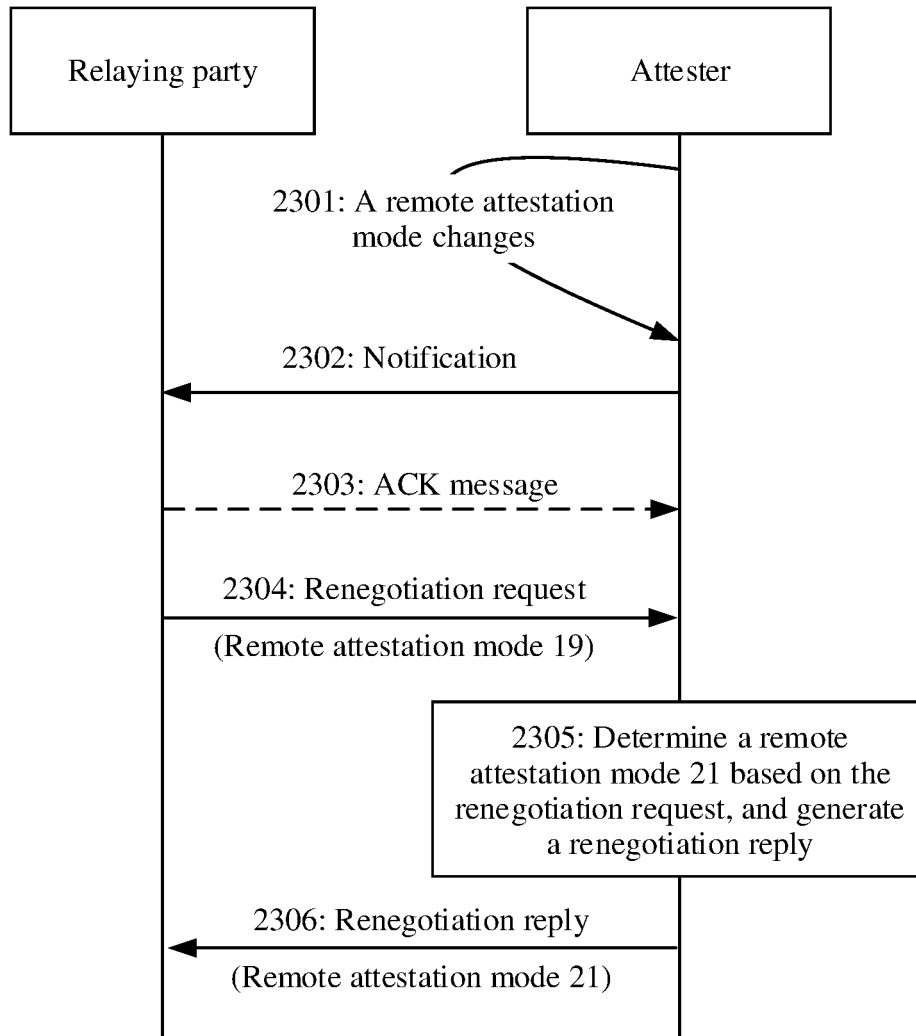 Relaying party
Attester
2301: A remote attestation
mode changes
2302: Notification
2303: ACK message
2304: Renegotiation request
(Remote attestation mode 19)
2305: Determine a remote
attestation mode 21 based on the
renegotiation request, and generate
a renegotiation reply
2306: Renegotiation reply
(Remote attestation mode 21)